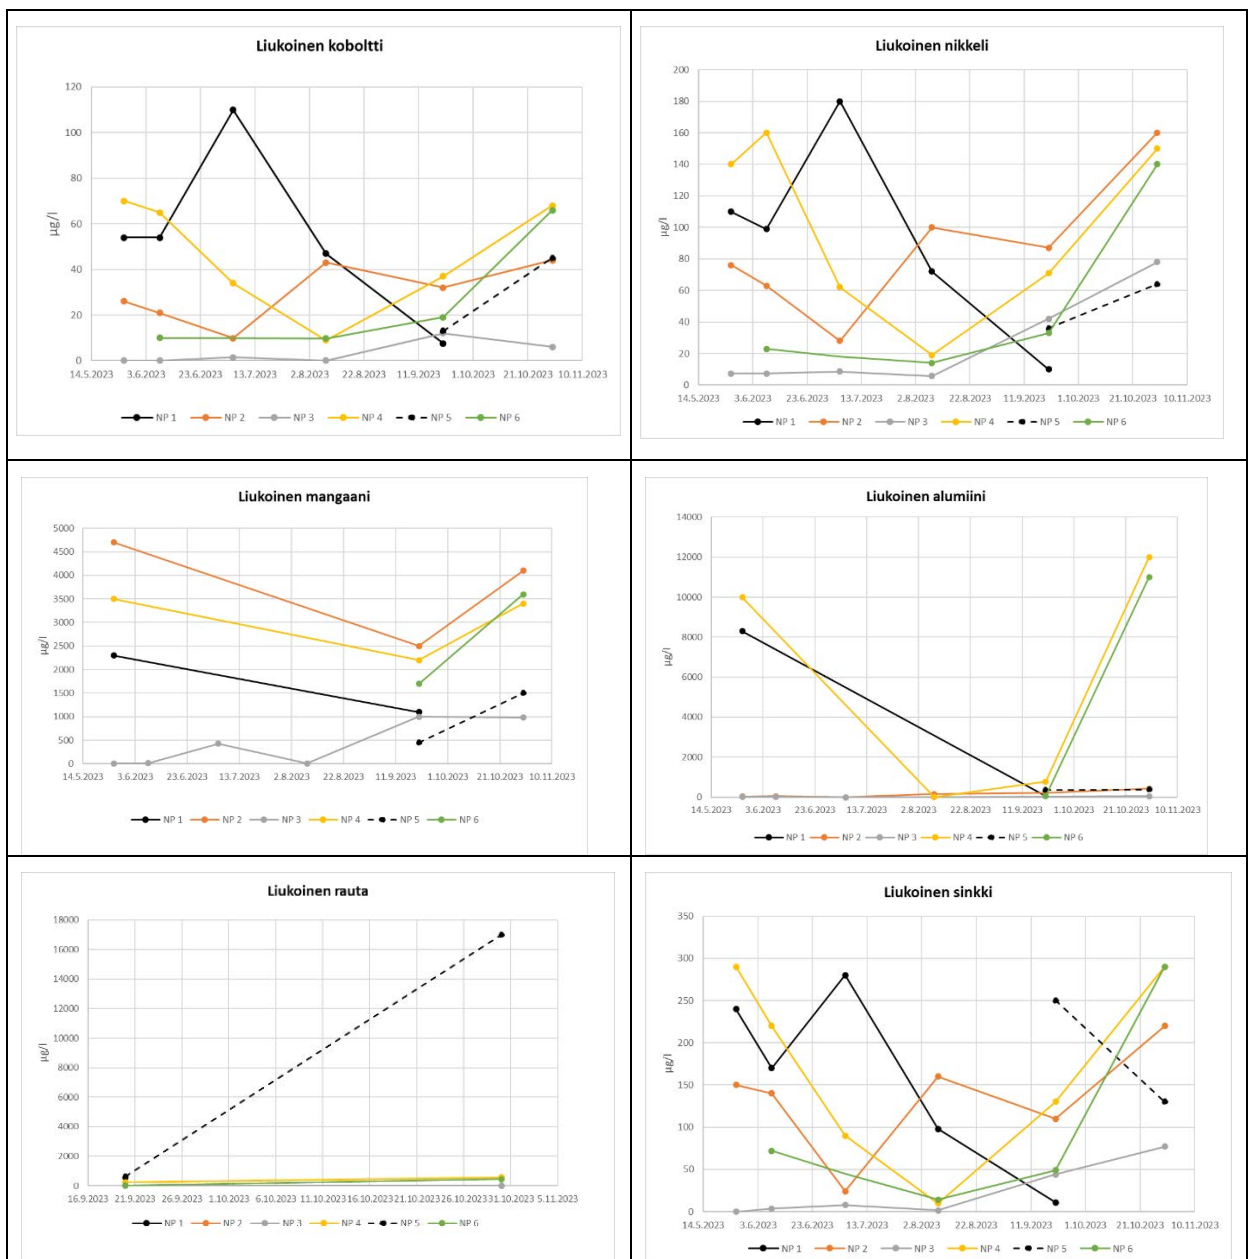 Liukoinen koboltti
120
100
80
60
40
20
0
µg/l
14.5.2023 3.6.2023 23.6.2023 13.7.2023 2.8.2023 22.8.2023 11.9.2023 1.10.2023 21.10.2023 10.11.2023
NP 1 NP 2 NP 3 NP 4 NP 5 NP 6
Liukoinen nikkeli
200
180
160
140
120
100
80
60
40
20
0
µg/l
14.5.2023 3.6.2023 23.6.2023 13.7.2023 2.8.2023 22.8.2023 11.9.2023 1.10.2023 21.10.2023 10.11.2023
NP 1 NP 2 NP 3 NP 4 NP 5 NP 6
Liukoinen mangaani
5000
4500
4000
3500
3000
2500
2000
1500
1000
500
0
µg/l
14.5.2023 3.6.2023 23.6.2023 13.7.2023 2.8.2023 22.8.2023 11.9.2023 1.10.2023 21.10.2023 10.11.2023
NP 1 NP 2 NP 3 NP 4 NP 5 NP 6
Liukoinen alumiini
14000
12000
10000
8000
6000
4000
2000
0
µg/l
14.5.2023 3.6.2023 23.6.2023 13.7.2023 2.8.2023 22.8.2023 11.9.2023 1.10.2023 21.10.2023 10.11.2023
NP 1 NP 2 NP 3 NP 4 NP 5 NP 6
Liukoinen rauta
18000
16000
14000
12000
10000
8000
6000
4000
2000
0
µg/l
16.9.2023 21.9.2023 26.9.2023 1.10.2023 6.10.2023 11.10.2023 16.10.2023 21.10.2023 26.10.2023 31.10.2023 5.11.2023
NP 1 NP 2 NP 3 NP 4 NP 5 NP 6
Liukoinen sinkki
350
300
250
200
150
100
50
0
µg/l
14.5.2023 3.6.2023 23.6.2023 13.7.2023 2.8.2023 22.8.2023 11.9.2023 1.10.2023 21.10.2023 10.11.2023
NP 1 NP 2 NP 3 NP 4 NP 5 NP 6